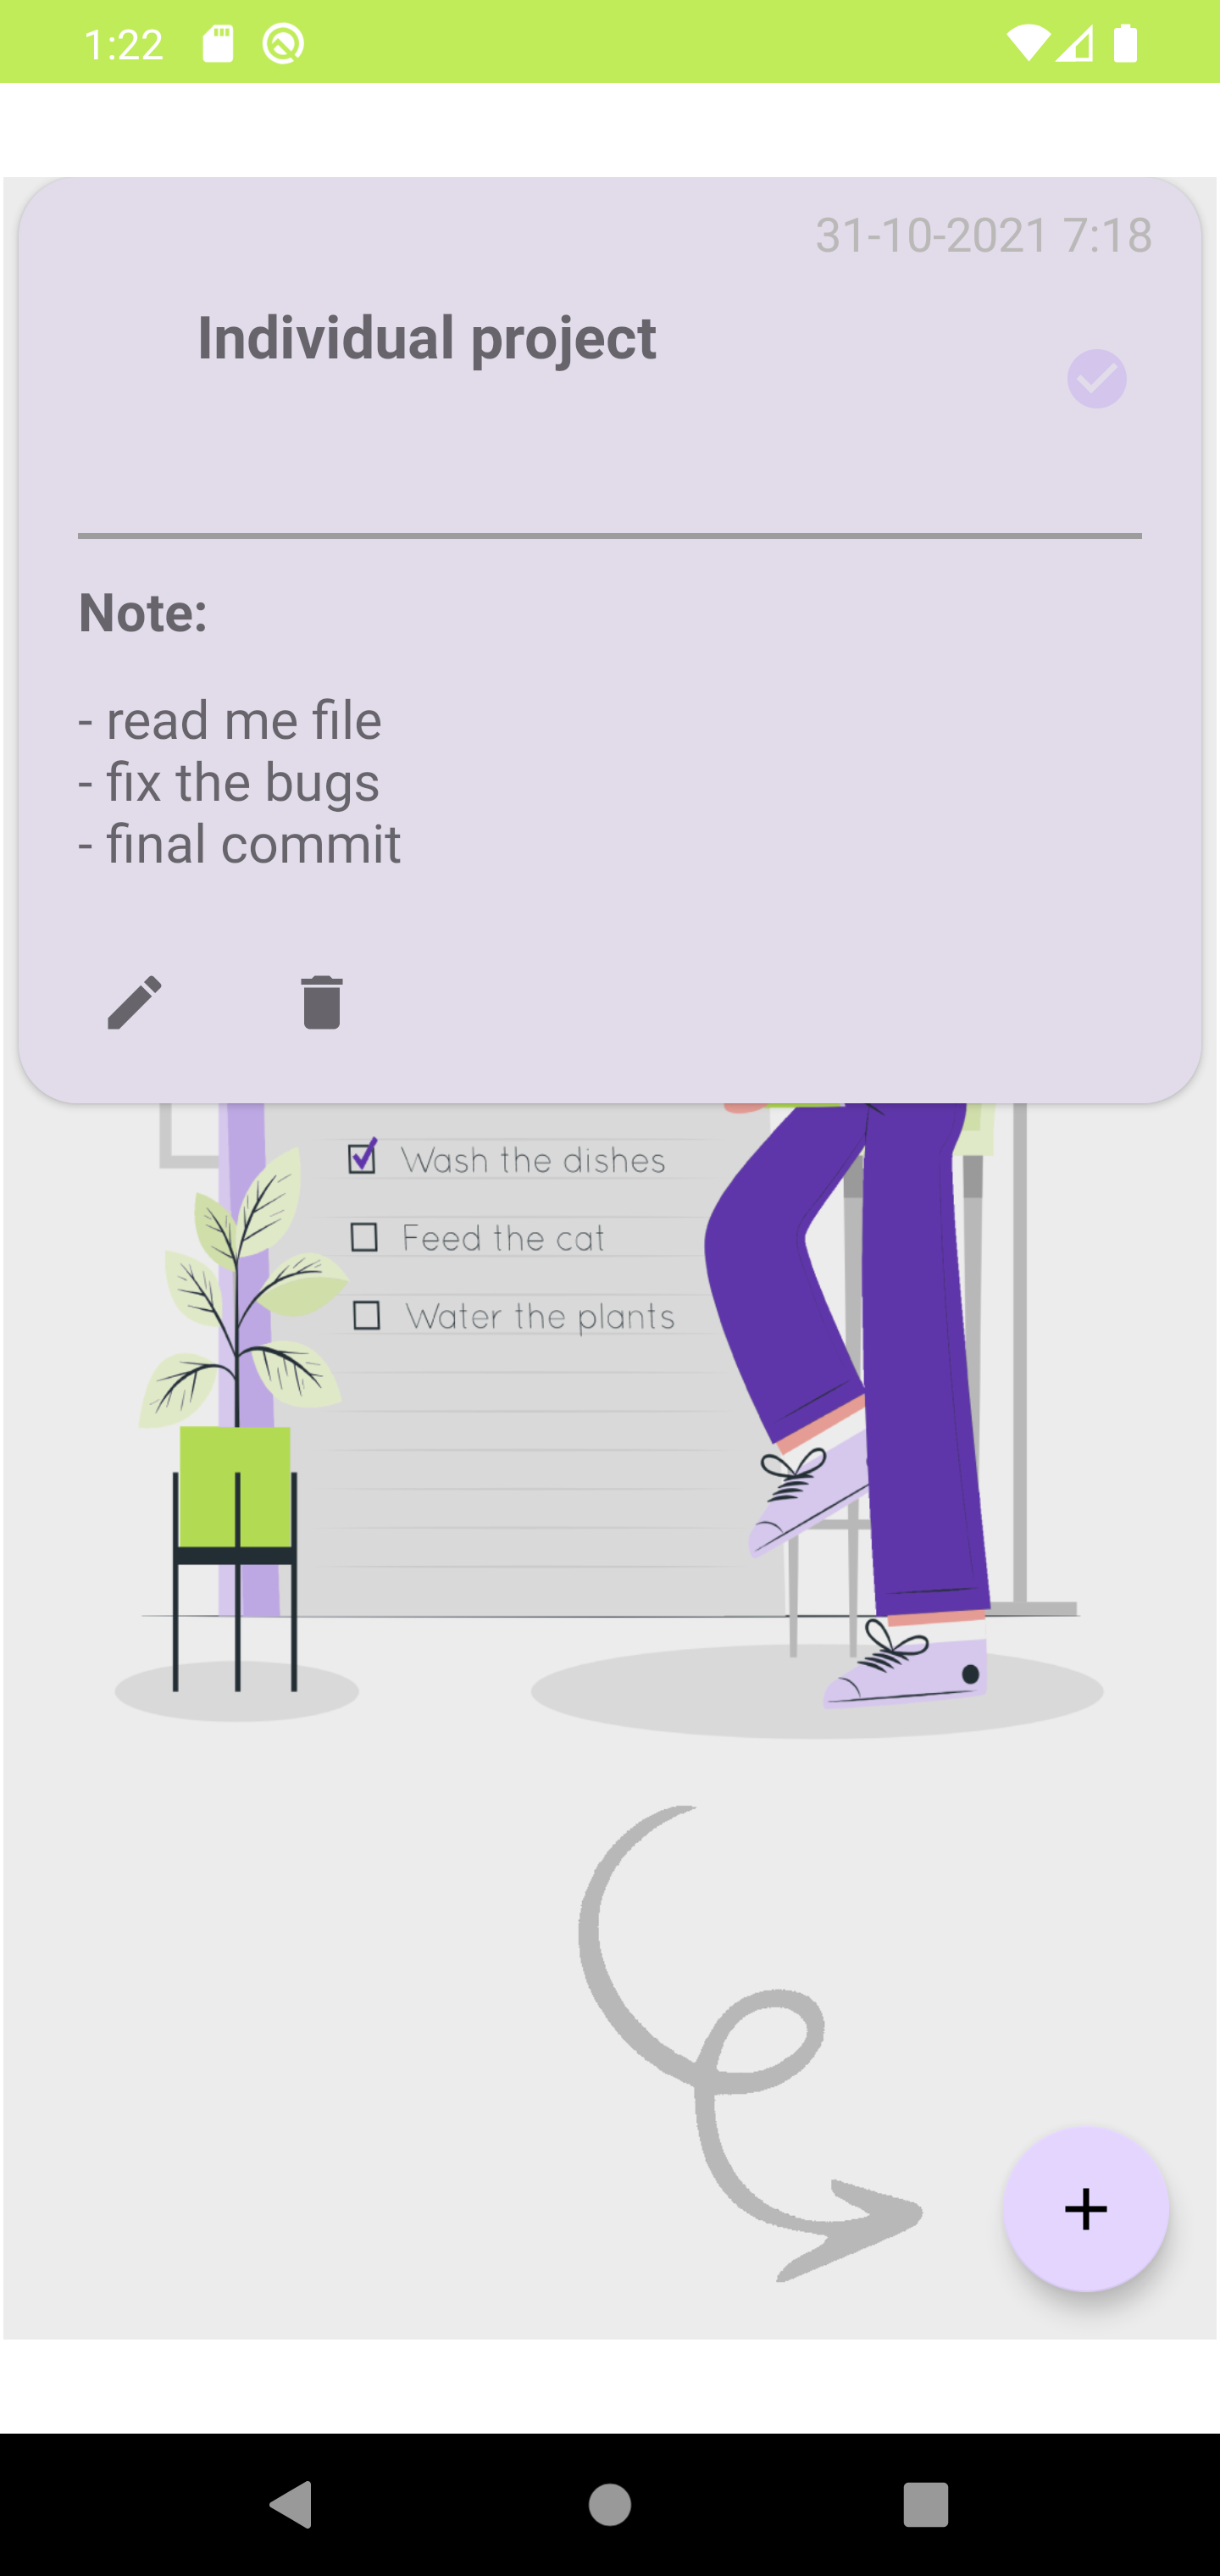 1:22
31-10-2021 7:18
Individual project
Note:
- read me file
- fix the bugs
- final commit
Wash the dishes
Feed the cat
Water the plants